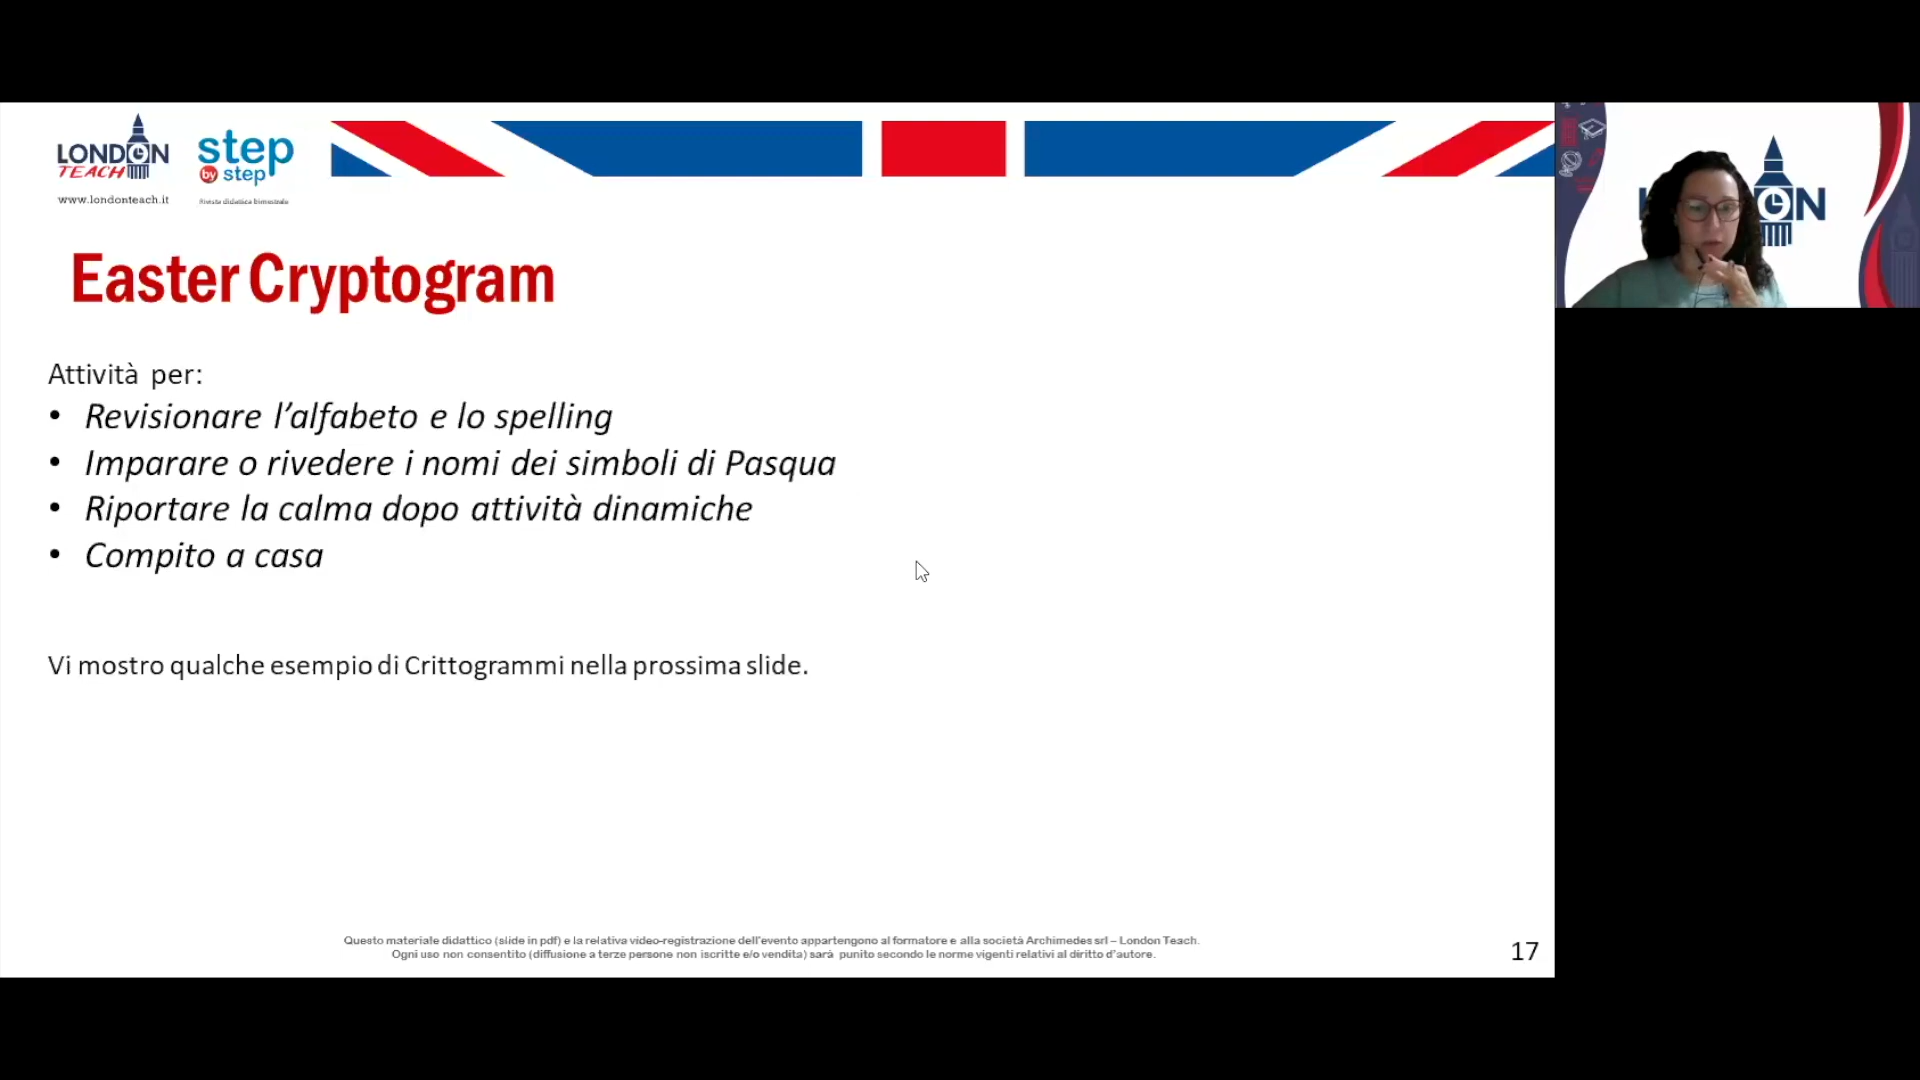 LONDON
TEACH
www.londonteach.it
step
by step
Rivista didattica bimestrale
Easter Cryptogram
Attività per:
• Revisionare l’alfabeto e lo spelling
• Imparare o rivedere i nomi dei simboli di Pasqua
• Riportare la calma dopo attività dinamiche
• Compito a casa
Vi mostro qualche esempio di Crittogrammi nella prossima slide.
Questo materiale didattico (slide in pdf) e la relativa video-registrazione dell'evento appartengono al formatore e alla società Archimedes srl – London Teach.
Ogni uso non consentito (diffusione a terze persone non iscritte e/o vendita) sarà punito secondo le norme vigenti relativi al diritto d'autore.
17